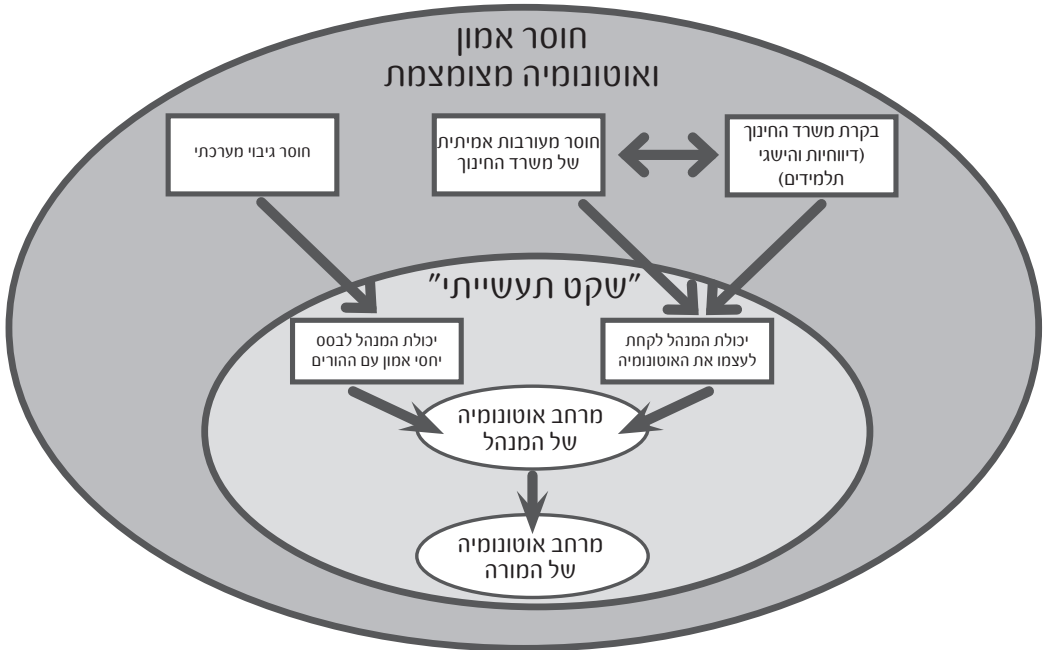 חוסר אמון
ואוטונומיה מצומצמת
בקרת משרד החינוך
(דיווחיות והישגי
תלמידים)
חוסר מעורבות אמיתית
של משרד החינוך
חוסר גיבוי מערכתי
"שקט תעשייתי"
יכולת המנהל לקחת
לעצמו את האוטונומיה
יכולת המנהל לבסס
יחסי אמון עם ההורים
מרחב אוטונומיה
של המנהל
מרחב אוטונומיה
של המורה